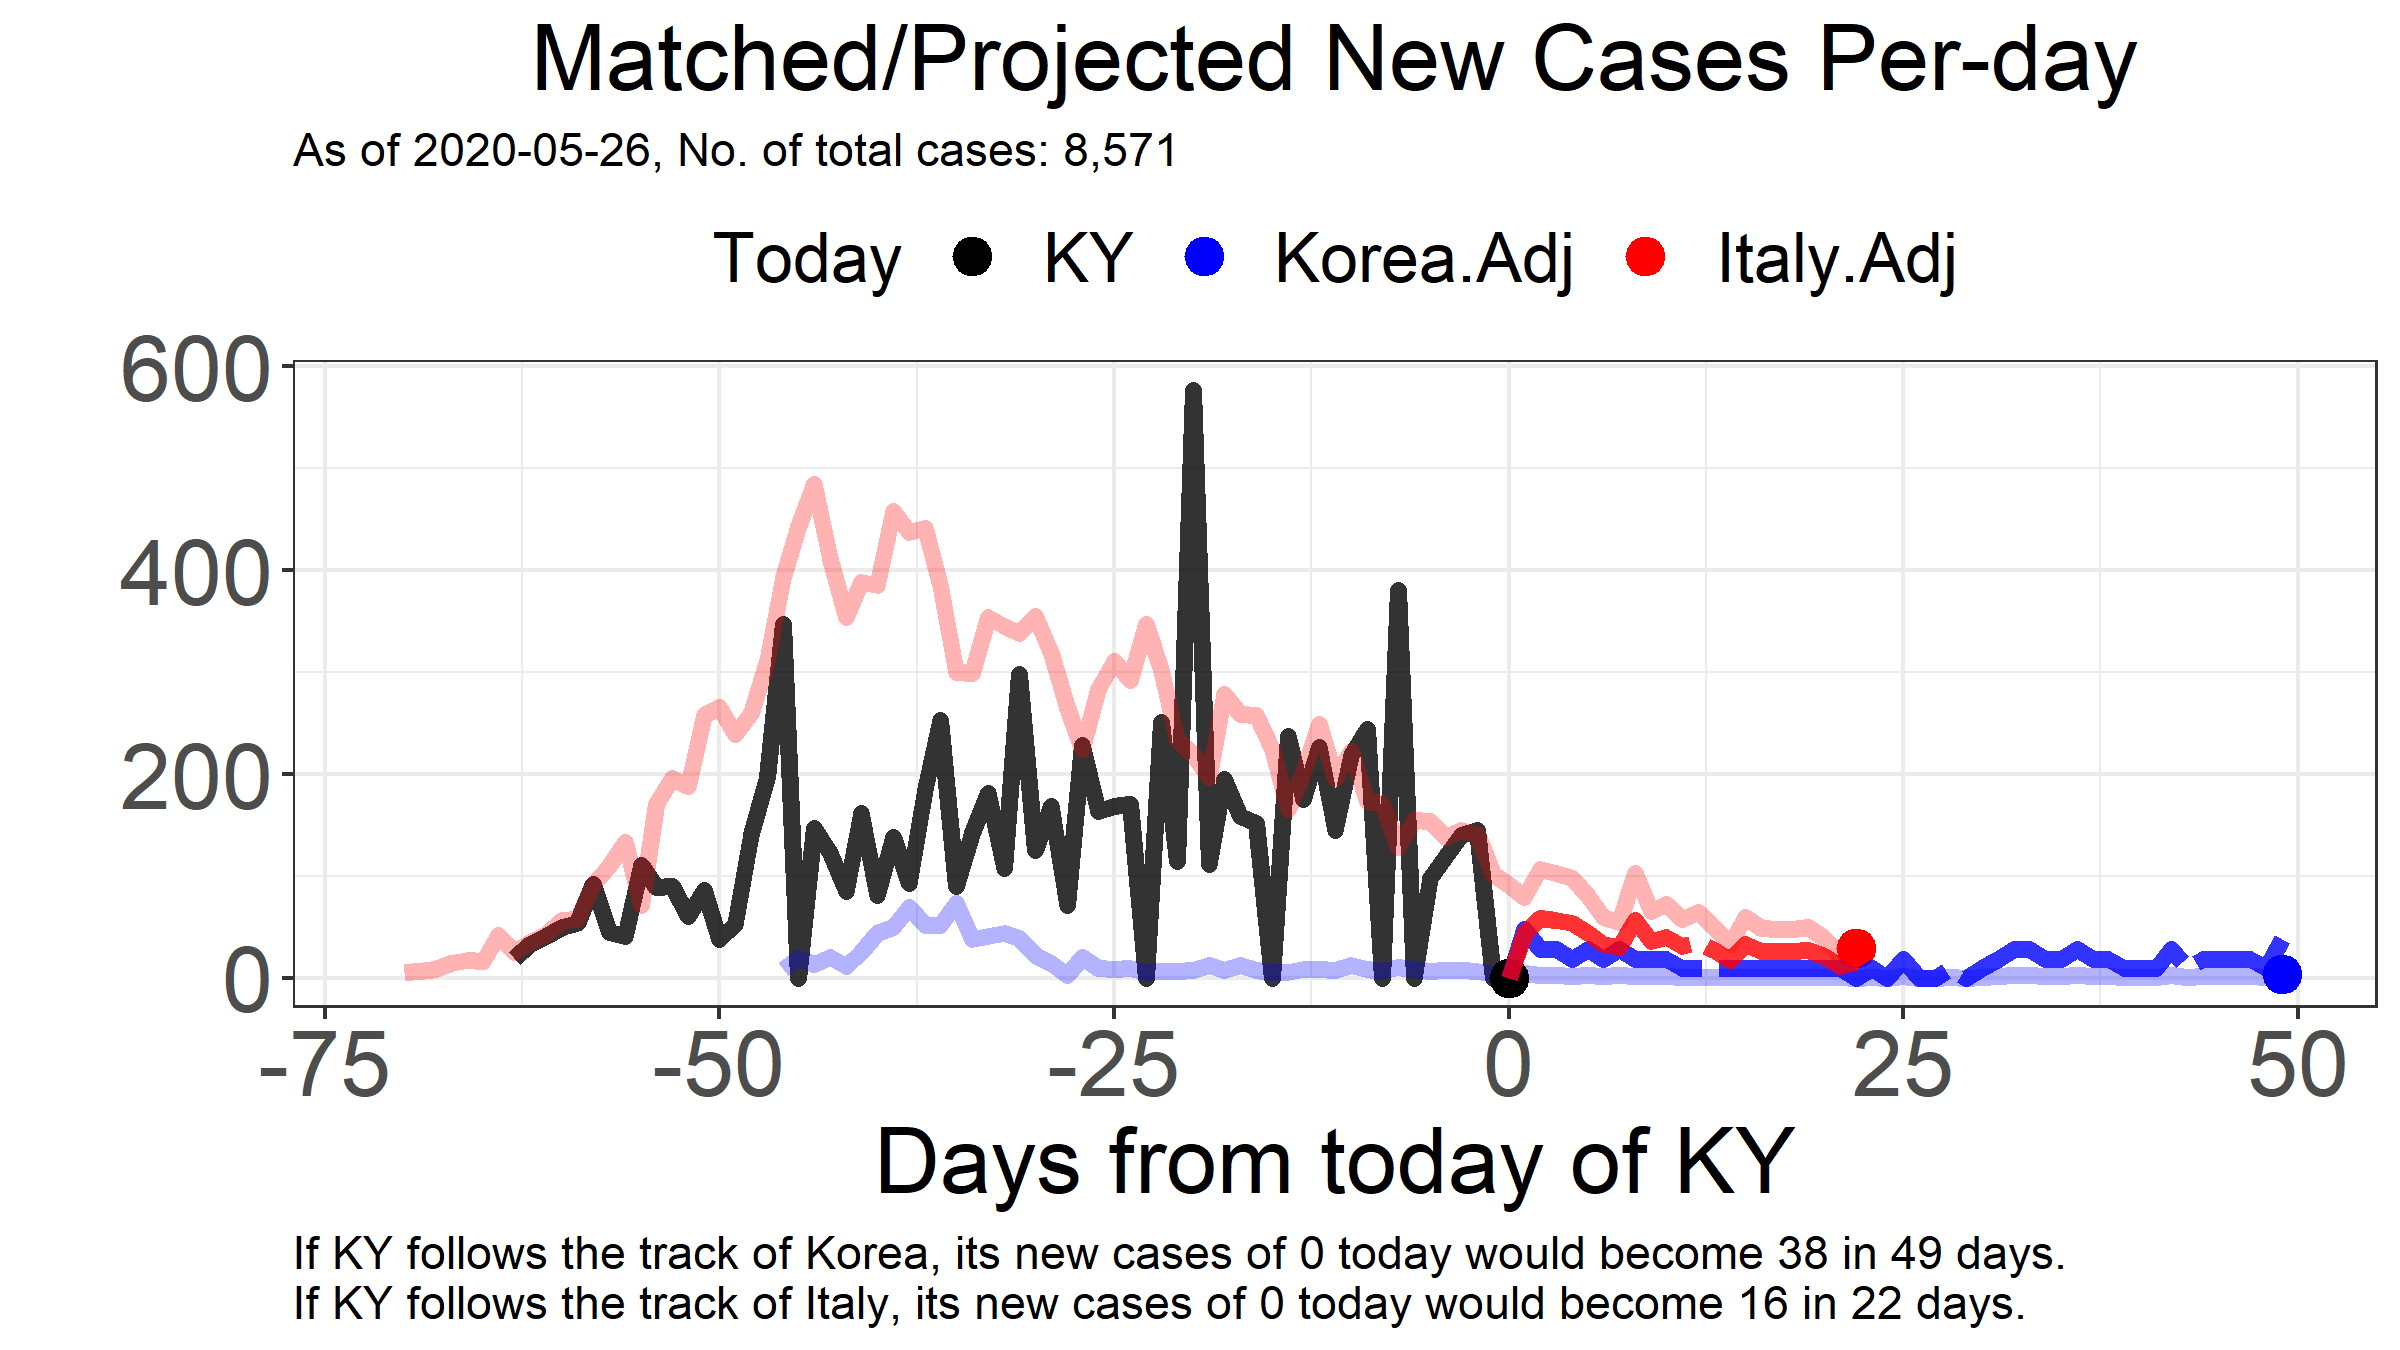 Matched/Projected New Cases Per-day
As of 2020-05-26, No. of total cases: 8,571
Today KY Korea.Adj Italy.Adj
600
400
200
0
-75 -50 -25 0 25 50
Days from today of KY
If KY follows the track of Korea, its new cases of 0 today would become 38 in 49 days.
If KY follows the track of Italy, its new cases of 0 today would become 16 in 22 days.